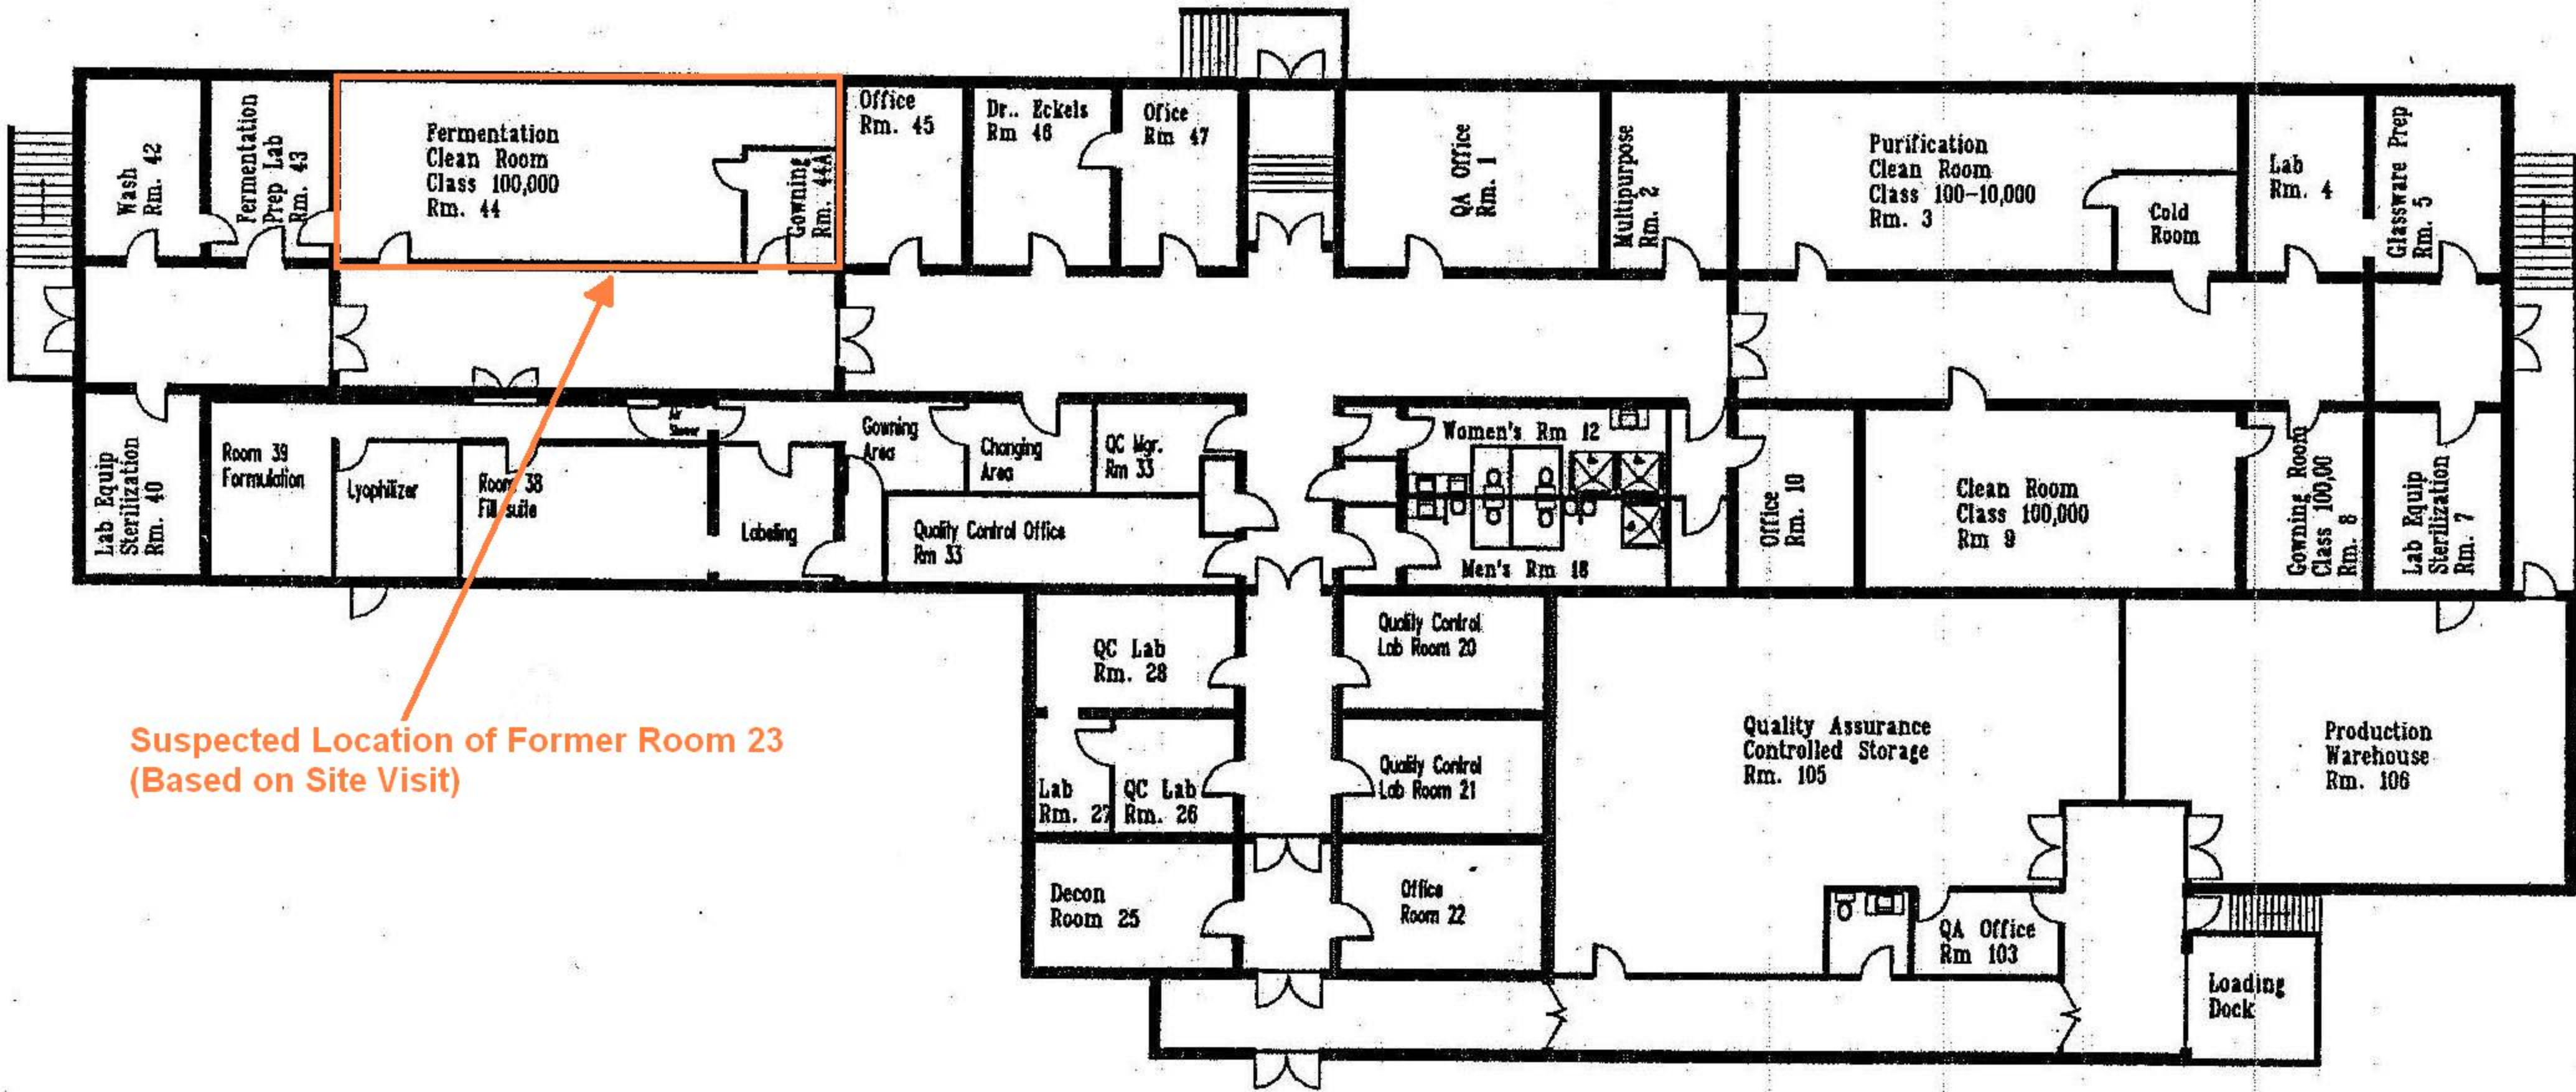 Wash
Rm. 42
Fermentation
Prep Lab
Rm. 43
Fermentation
Clean Room
Class 100,000
Rm. 44
Gowning
Rm. 44A
Office
Rm. 45
Dr.. Eckels
Rm 46
Ofice
Rm 47
QA Office
Rm. 1
Multipurpose
Rm. 2
Purification
Clean Room
Class 100-10,000
Rm. 3
Cold
Room
Lab
Rm. 4
Glassware Prep
Rm. 5
Lab Equip
Sterilization
Rm. 40
Room 39
Formulation
Lyophilizer
Room 38
Fill suite
Air
Shower
Labeling
Gowning
Area
Changing
Area
QC Mgr.
Rm 33
Quality Control Office
Rm 33
Women's Rm 12
Men's Rm 18
Office
Rm. 10
Clean Room
Class 100,000
Rm 9
Gowning Room
Class 100,00
Rm. 8
Lab Equip
Sterilization
Rm. 7
Suspected Location of Former Room 23
(Based on Site Visit)
QC Lab
Rm. 28
Quality Control
Lab Room 20
Lab
Rm. 27
QC Lab
Rm. 26
Quality Control
Lab Room 21
Decon
Room 25
Office
Room 22
Quality Assurance
Controlled Storage
Rm. 105
Production
Warehouse
Rm. 106
QA Office
Rm 103
Loading
Dock